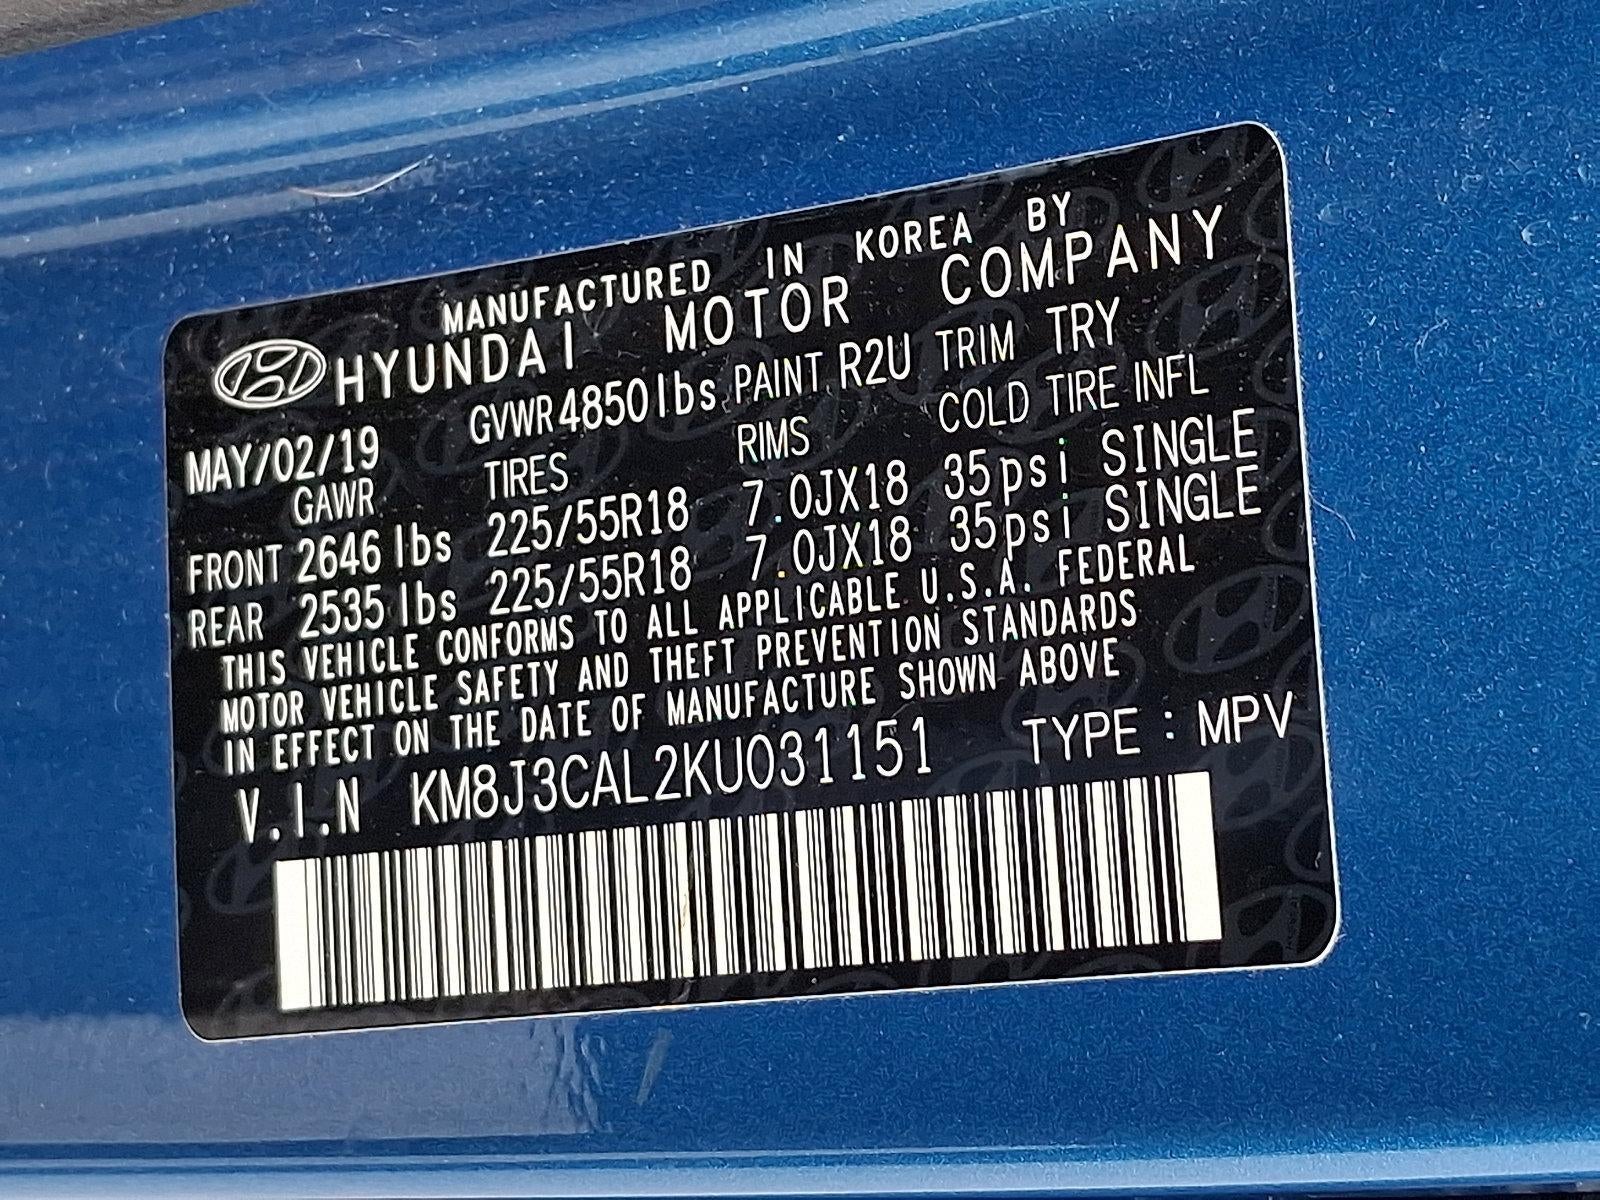 MANUFACTURED IN KOREA BY
HYUNDAI MOTOR COMPANY
MAY/02/19 GVWR 4850 lbs PAINT R2U TRIM TRY
GAWR TIRES RIMS COLD TIRE INFL
FRONT 2646 lbs 225/55R18 7.0JX18 35psi SINGLE
REAR 2535 lbs 225/55R18 7.0JX18 35psi SINGLE
THIS VEHICLE CONFORMS TO ALL APPLICABLE U.S.A. FEDERAL
MOTOR VEHICLE SAFETY AND THEFT PREVENTION STANDARDS
IN EFFECT ON THE DATE OF MANUFACTURE SHOWN ABOVE
V.I.N KM8J3CAL2KU031151 TYPE : MPV